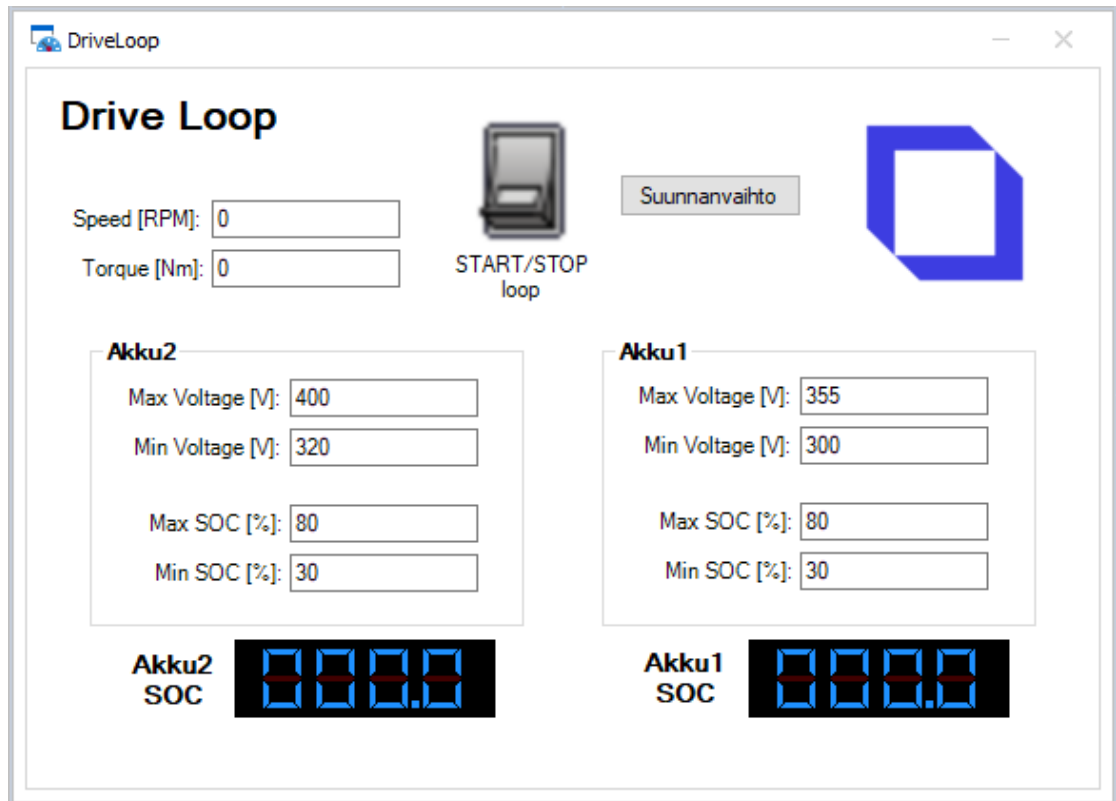 DriveLoop
Drive Loop
Speed [RPM]: 0
Torque [Nm]: 0
START/STOP
loop
Suunnanvaihto
Akku2
Max Voltage [V]: 400
Min Voltage [V]: 320
Max SOC [%]: 80
Min SOC [%]: 30
Akku1
Max Voltage [V]: 355
Min Voltage [V]: 300
Max SOC [%]: 80
Min SOC [%]: 30
Akku2
SOC
000.0
Akku1
SOC
000.0